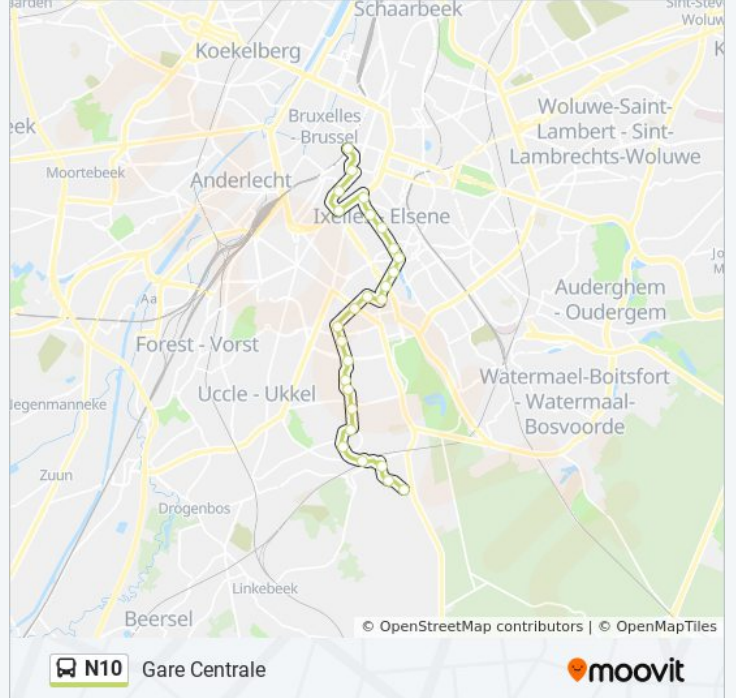 Schaarbeek
Koekelberg
Bruxelles
- Brussel
Woluwe-Saint-
Lambert - Sint-
Lambrechts-Woluwe
Moortebeek
Anderlecht
Elsene
Aa
Auderghem
- Oudergem
Forest - Vorst
Uccle - Ukkel
Watermael-Boitsfort
- Watermaal-
Bosvoorde
Zuun
Drogenbos
Linkebeek
Beersel
© OpenStreetMap contributors | © OpenMapTiles
N10 Gare Centrale
moovit